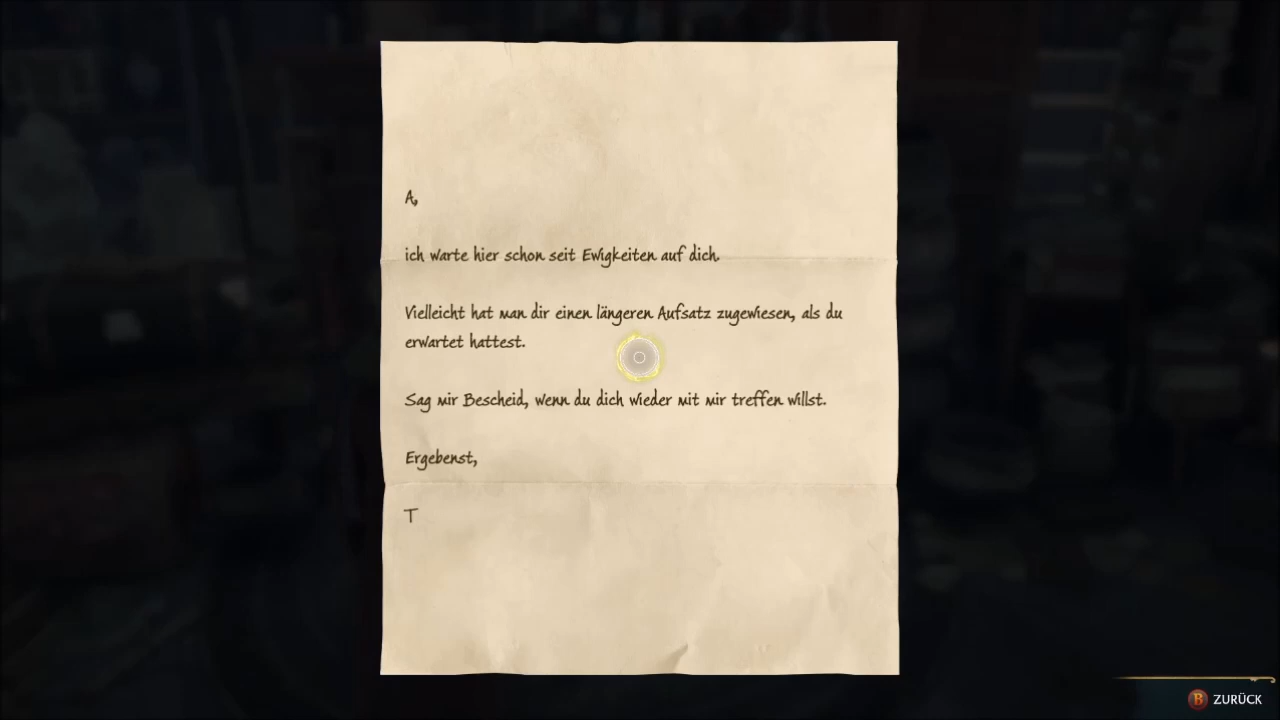 A,
ich warte hier schon seit Ewigkeiten auf dich.
Vielleicht hat man dir einen längeren Aufsatz zugewiesen, als du
erwartet hattest.
Sag mir Bescheid, wenn du dich wieder mit mir treffen willst.
Ergebenst,
T
B ZURÜCK